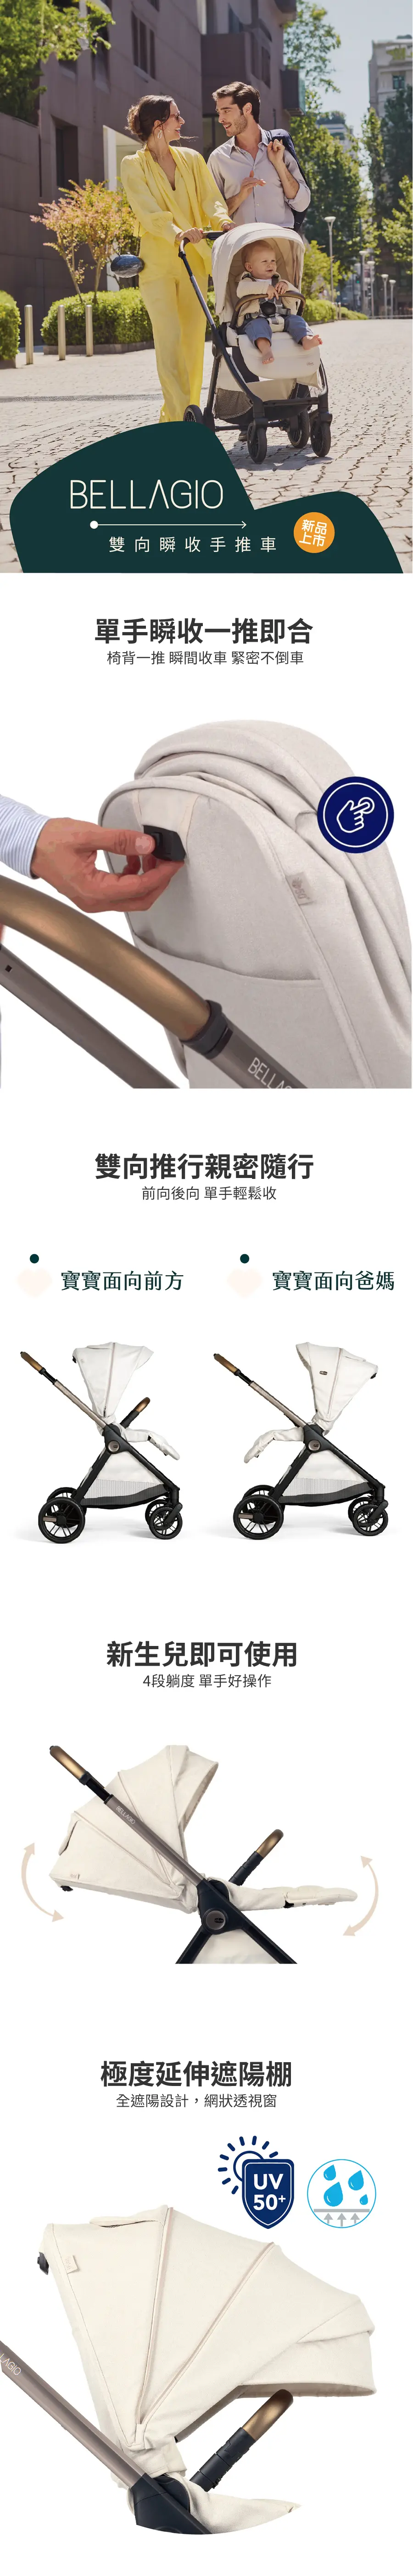 BELLAGIO
雙向瞬收手推車
新品
上市
單手瞬收一推即合
椅背一推 瞬間收車 緊密不倒車
雙向推行親密隨行
前向後向 單手輕鬆收
寶寶面向前方
寶寶面向爸媽
新生兒即可使用
4段躺度 單手好操作
BELLAGIO
極度延伸遮陽棚
全遮陽設計，網狀透視窗
UV
50+